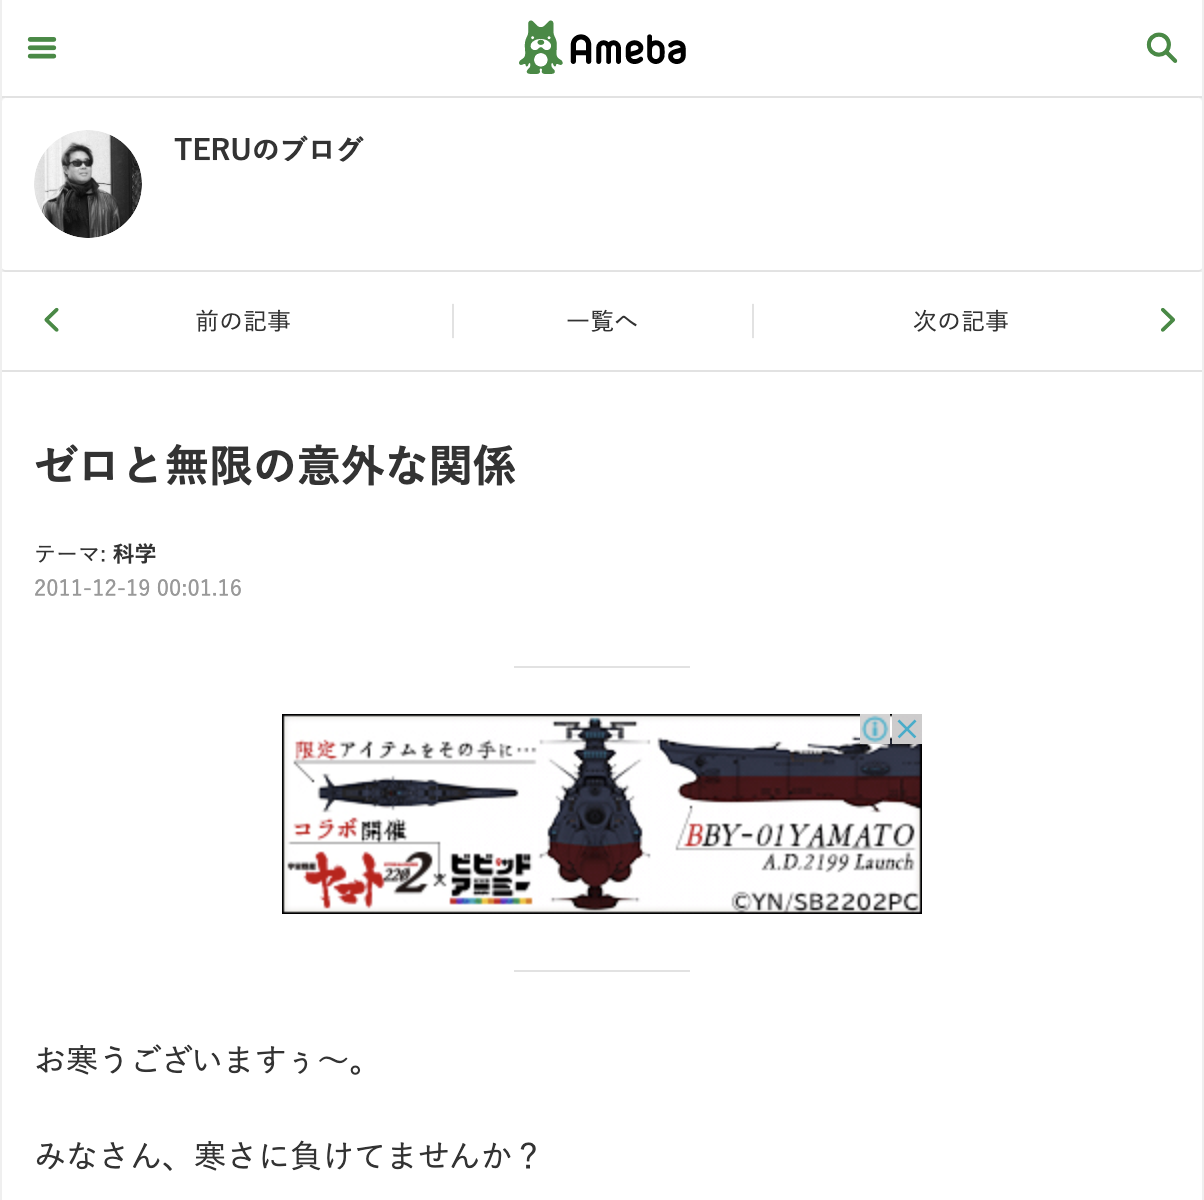 Ameba
TERUのブログ
前の記事
一覧へ
次の記事
ゼロと無限の意外な関係
テーマ: 科学
2011-12-19 00:01.16
限定アイテムをその手に…
コラボ開催
宇宙戦艦
ヤマト
2202
×
ビビッド
アーミー
BBY-01YAMATO
A.D.2199 Launch
©YN/SB2202PC
お寒うございますぅ〜。
みなさん、寒さに負けてませんか？